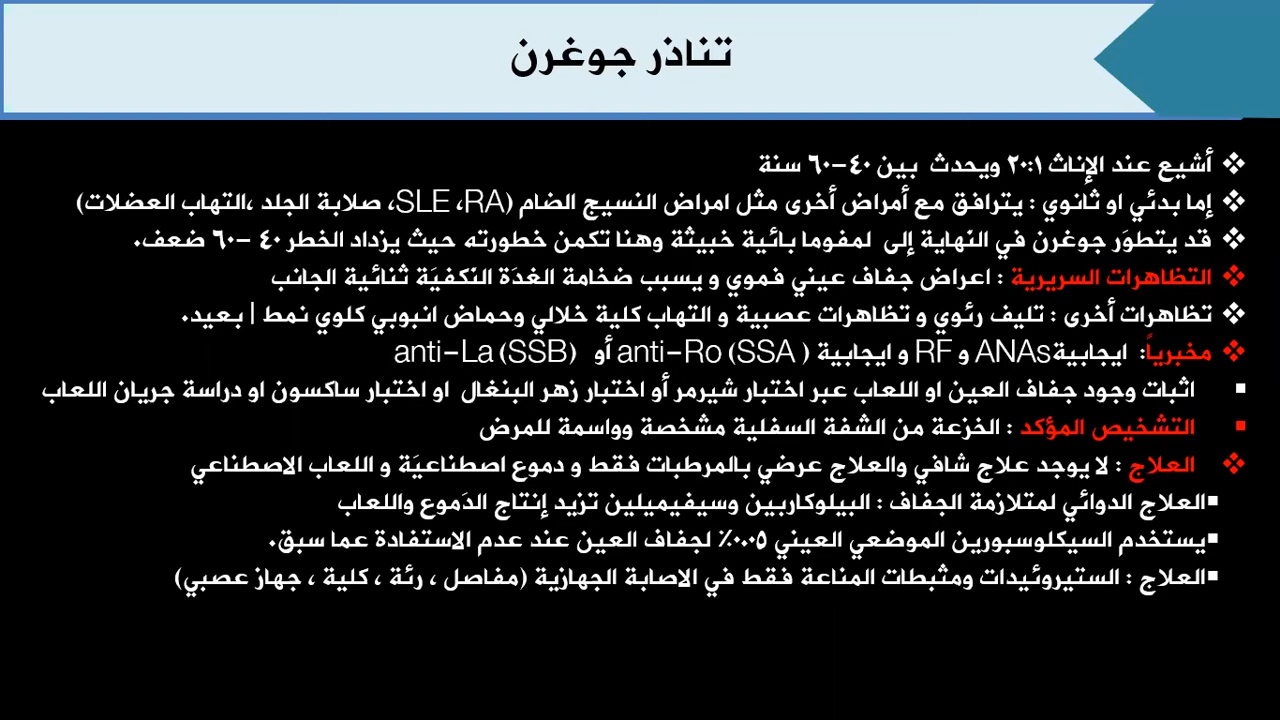 تناذر جوغرن
❖ أشيع عند الإناث ٢٠:١ ويحدث بين ٤٠-٦٠ سنة
❖ إما بدئي او ثانوي : يترافق مع أمراض أخرى مثل امراض النسيج الضام (SLE ،RA، صلابة الجلد ،التهاب العضلات)
❖ قد يتطوَر جوغرن في النهاية إلى لمفوما بائية خبيثة وهنا تكمن خطورته حيث يزداد الخطر ٤٠ -٦٠ ضعف.
❖ التظاهرات السريرية : اعراض جفاف عيني فموي و يسبب ضخامة الغدَة النكفيَة ثنائية الجانب
❖ تظاهرات أخرى : تليف رئوي و تظاهرات عصبية و التهاب كلية خلالي وحماض انبوبي كلوي نمط I بعيد.
❖ مخبرياً: ايجابية ANAs و RF و ايجابية anti-Ro (SSA ) أو anti-La (SSB)
▪ اثبات وجود جفاف العين او اللعاب عبر اختبار شيرمر أو اختبار زهر البنغال او اختبار ساكسون او دراسة جريان اللعاب
▪ التشخيص المؤكد : الخزعة من الشفة السفلية مشخصة وواسمة للمرض
❖ العلاج : لا يوجد علاج شافي والعلاج عرضي بالمرطبات فقط و دموع اصطناعيَة و اللعاب الاصطناعي
▪العلاج الدوائي لمتلازمة الجفاف : البيلوكاربين وسيفيميلين تزيد إنتاج الدَموع واللعاب
▪يستخدم السيكلوسبورين الموضعي العيني ٠.٠٥٪ لجفاف العين عند عدم الاستفادة عما سبق.
▪العلاج : الستيروئيدات ومثبطات المناعة فقط في الاصابة الجهازية (مفاصل ، رئة ، كلية ، جهاز عصبي)